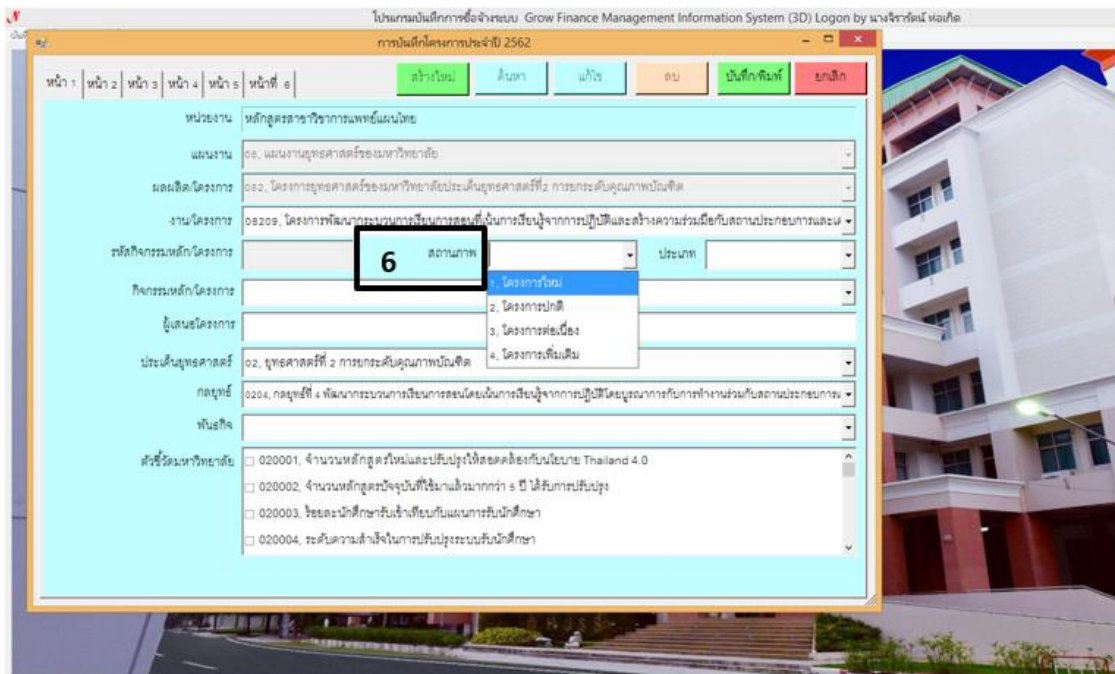 N
โปรแกรมบันทึกการซื้อจ้างระบบ Grow Finance Management Information System (3D) Logon by นางจิรารัตน์ ห่อเกิด
การบันทึกโครงการประจำปี 2562
หน้า 1 หน้า 2 หน้า 3 หน้า 4 หน้า 5 หน้าที่ 6
สร้างใหม่ ค้นหา แก้ไข ลบ บันทึก/พิมพ์ ยกเลิก
หน่วยงาน หลักสูตรสาขาวิชาการแพทย์แผนไทย
แผนงาน 08, แผนงานยุทธศาสตร์ของมหาวิทยาลัย
ผลผลิต/โครงการ 082, โครงการยุทธศาสตร์ของมหาวิทยาลัยประเด็นยุทธศาสตร์ที่2 การยกระดับคุณภาพบัณฑิต
งาน/โครงการ 08209, โครงการพัฒนากระบวนการเรียนการสอนที่เน้นการเรียนรู้จากการปฏิบัติและสร้างความร่วมมือกับสถานประกอบการและเค
รหัสกิจกรรมหลัก/โครงการ 6 สถานภาพ ประเภท
1, โครงการใหม่
2, โครงการปกติ
3, โครงการต่อเนื่อง
4, โครงการเพิ่มเติม
กิจกรรมหลัก/โครงการ
ผู้เสนอโครงการ
ประเด็นยุทธศาสตร์ 02, ยุทธศาสตร์ที่ 2 การยกระดับคุณภาพบัณฑิต
กลยุทธ์ 0204, กลยุทธ์ที่ 4 พัฒนากระบวนการเรียนการสอนโดยเน้นการเรียนรู้จากการปฏิบัติโดยบูรณาการกับการทำงานร่วมกับสถานประกอบการแ
พันธกิจ
ตัวชี้วัดมหาวิทยาลัย 020001, จำนวนหลักสูตรใหม่และปรับปรุงให้สอดคล้องกับนโยบาย Thailand 4.0
020002, จำนวนหลักสูตรปัจจุบันที่ใช้มาแล้วมากกว่า 5 ปี ได้รับการปรับปรุง
020003, ร้อยละนักศึกษารับเข้าเทียบกับแผนการรับนักศึกษา
020004, ระดับความสำเร็จในการปรับปรุงระบบรับนักศึกษา